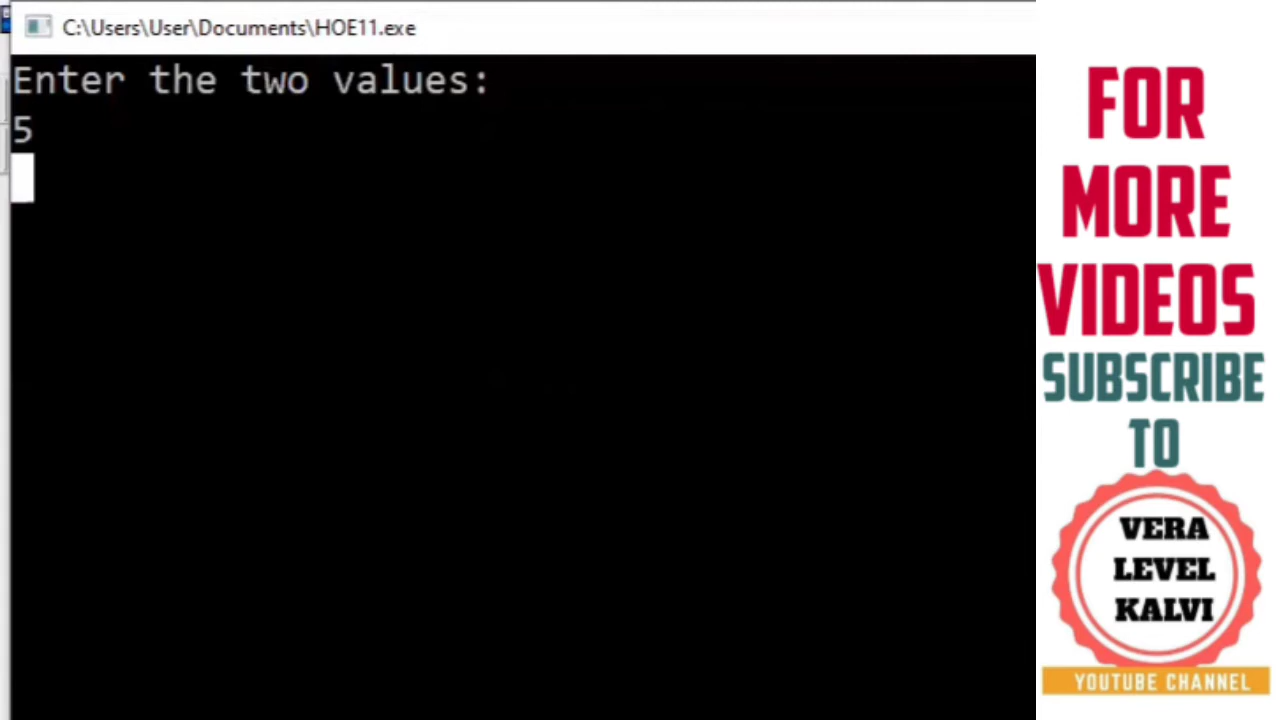 C:\Users\User\Documents\HOE11.exe
Enter the two values:
5
FOR
MORE
VIDEOS
SUBSCRIBE
TO
VERA
LEVEL
KALVI
YOUTUBE CHANNEL